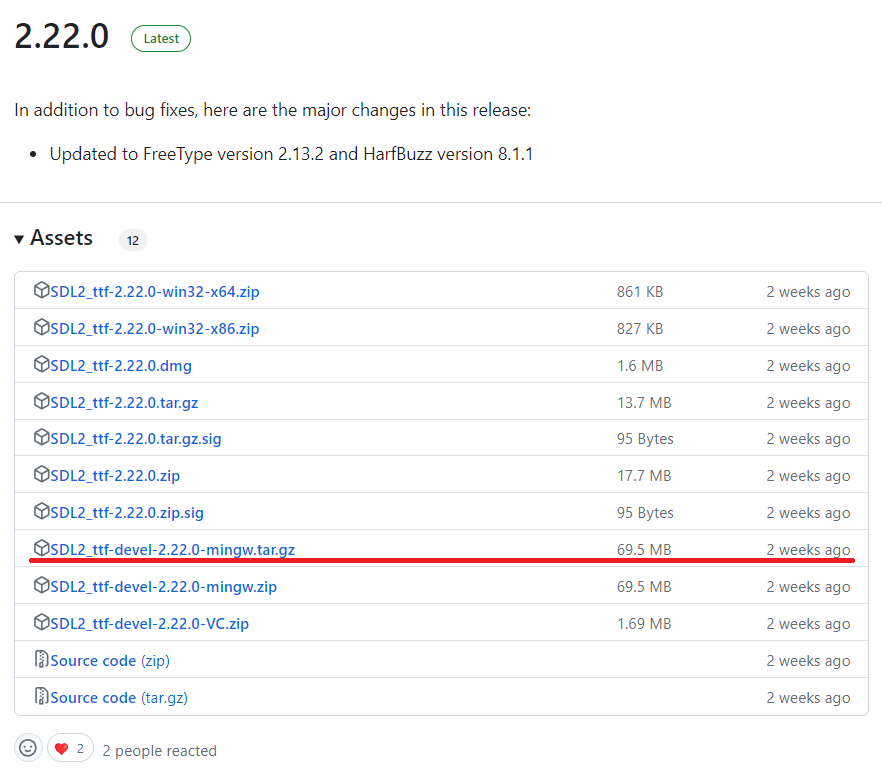 2.22.0 Latest
In addition to bug fixes, here are the major changes in this release:
• Updated to FreeType version 2.13.2 and HarfBuzz version 8.1.1
Assets 12
SDL2_ttf-2.22.0-win32-x64.zip 861 KB 2 weeks ago
SDL2_ttf-2.22.0-win32-x86.zip 827 KB 2 weeks ago
SDL2_ttf-2.22.0.dmg 1.6 MB 2 weeks ago
SDL2_ttf-2.22.0.tar.gz 13.7 MB 2 weeks ago
SDL2_ttf-2.22.0.tar.gz.sig 95 Bytes 2 weeks ago
SDL2_ttf-2.22.0.zip 17.7 MB 2 weeks ago
SDL2_ttf-2.22.0.zip.sig 95 Bytes 2 weeks ago
SDL2_ttf-devel-2.22.0-mingw.tar.gz 69.5 MB 2 weeks ago
SDL2_ttf-devel-2.22.0-mingw.zip 69.5 MB 2 weeks ago
SDL2_ttf-devel-2.22.0-VC.zip 1.69 MB 2 weeks ago
Source code (zip) 2 weeks ago
Source code (tar.gz) 2 weeks ago
2 2 people reacted